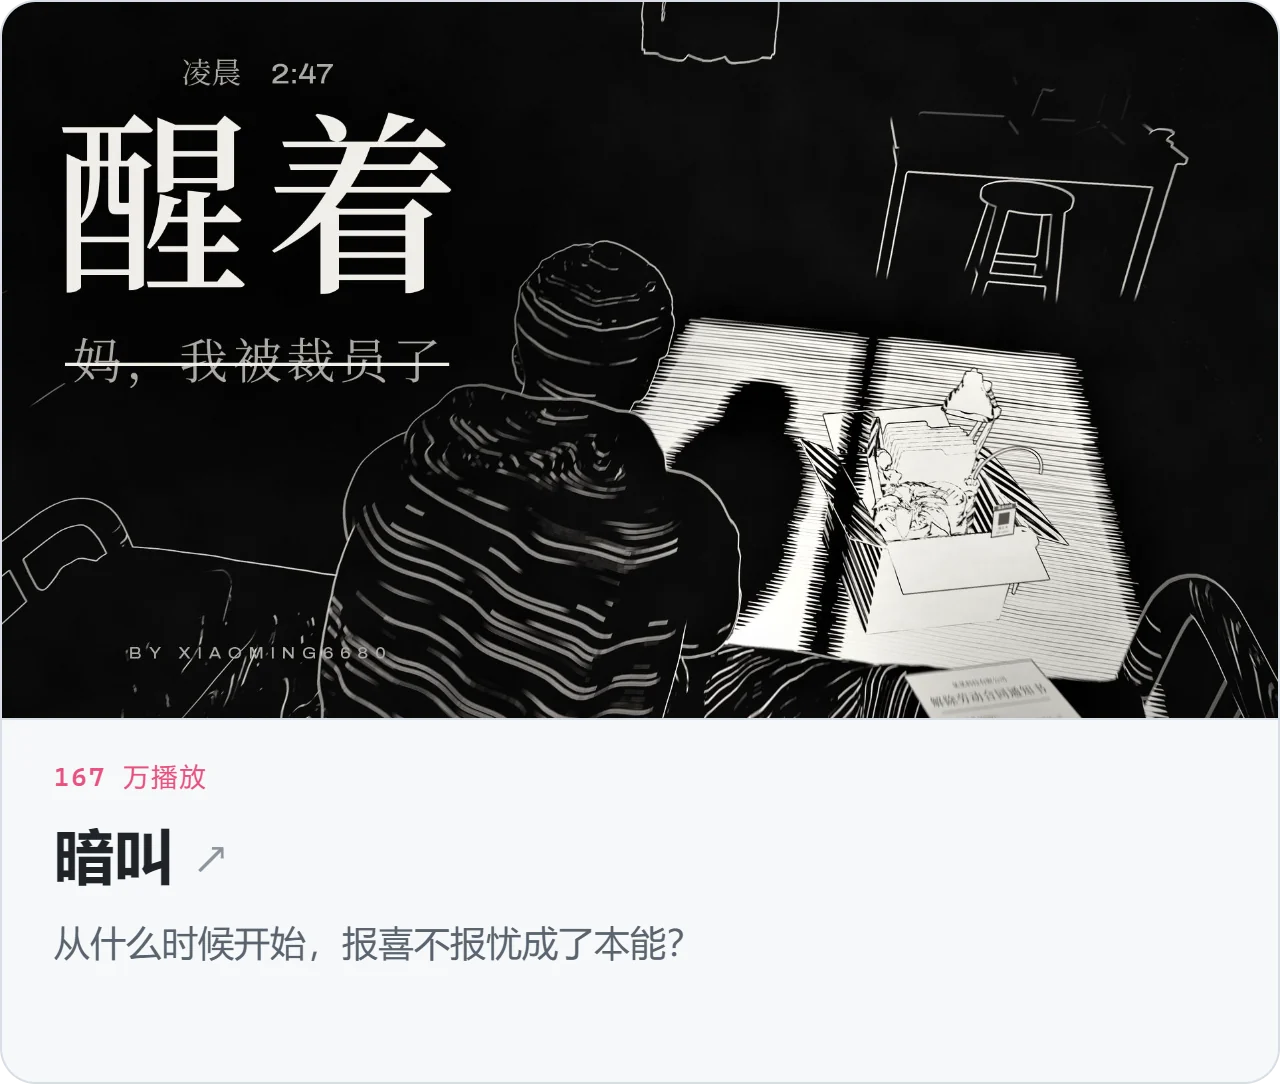 凌晨 2:47
醒着
妈，我被裁员了
BY XIAOMING6680
解除劳动合同通知书
167 万播放
暗叫 ↗
从什么时候开始，报喜不报忧成了本能？